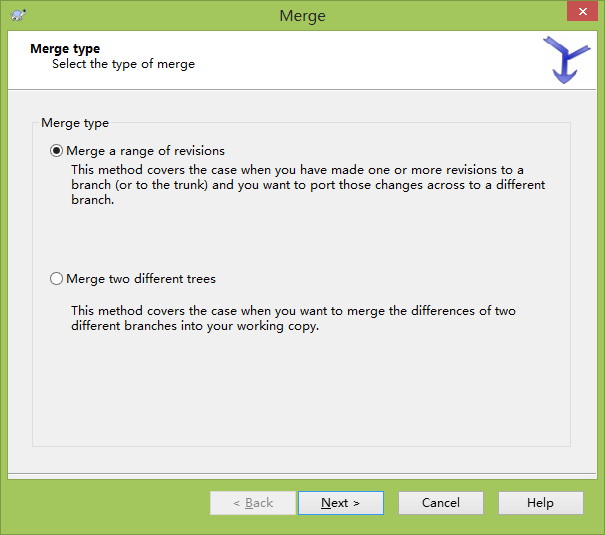 Merge
Merge type
Select the type of merge
Merge type
Merge a range of revisions
This method covers the case when you have made one or more revisions to a
branch (or to the trunk) and you want to port those changes across to a different
branch.
Merge two different trees
This method covers the case when you want to merge the differences of two
different branches into your working copy.
< Back
Next >
Cancel
Help